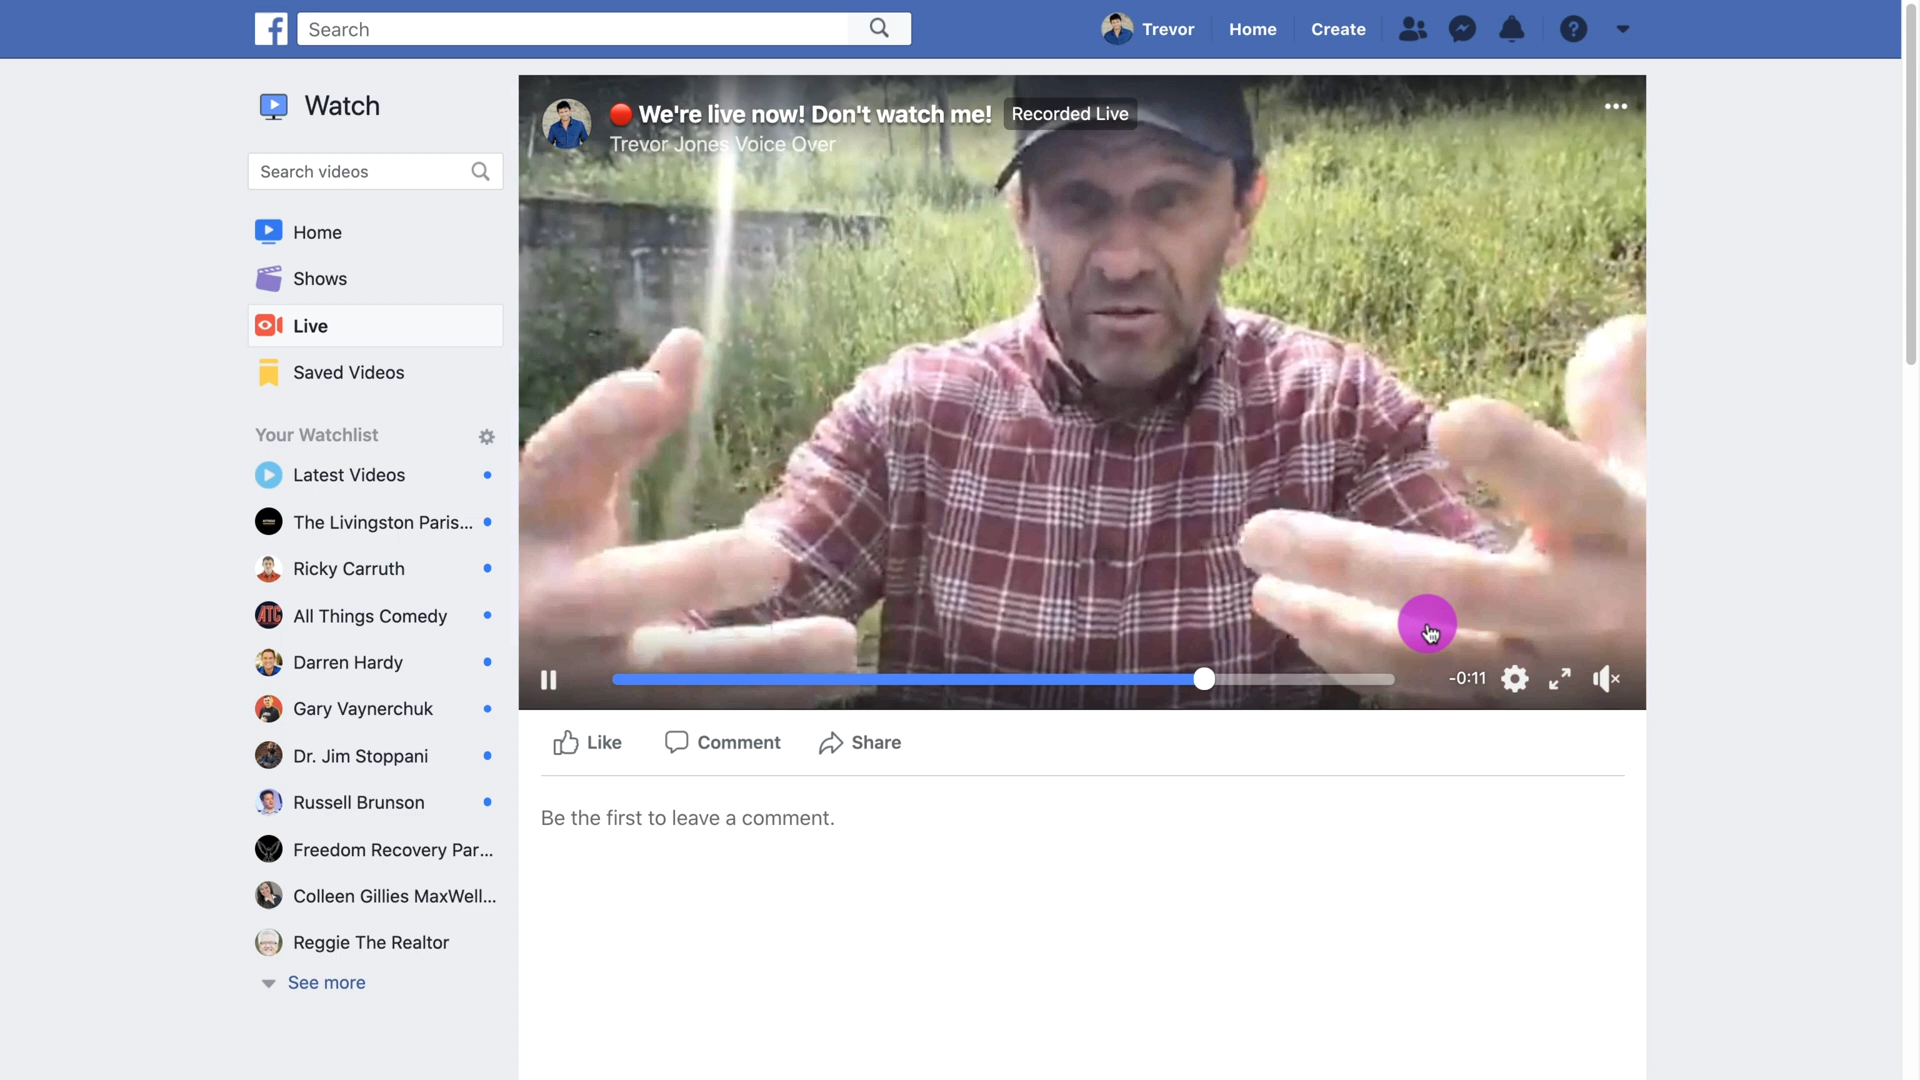 Search
Trevor
Home
Create
Watch
Search videos
Home
Shows
Live
Saved Videos
Your Watchlist
Latest Videos
The Livingston Paris...
Ricky Carruth
ATC
All Things Comedy
Darren Hardy
Gary Vaynerchuk
Dr. Jim Stoppani
Russell Brunson
Freedom Recovery Par...
Colleen Gillies MaxWell...
Reggie The Realtor
See more
We're live now! Don't watch me! Recorded Live
Trevor Jones Voice Over
-0:11
Like
Comment
Share
Be the first to leave a comment.